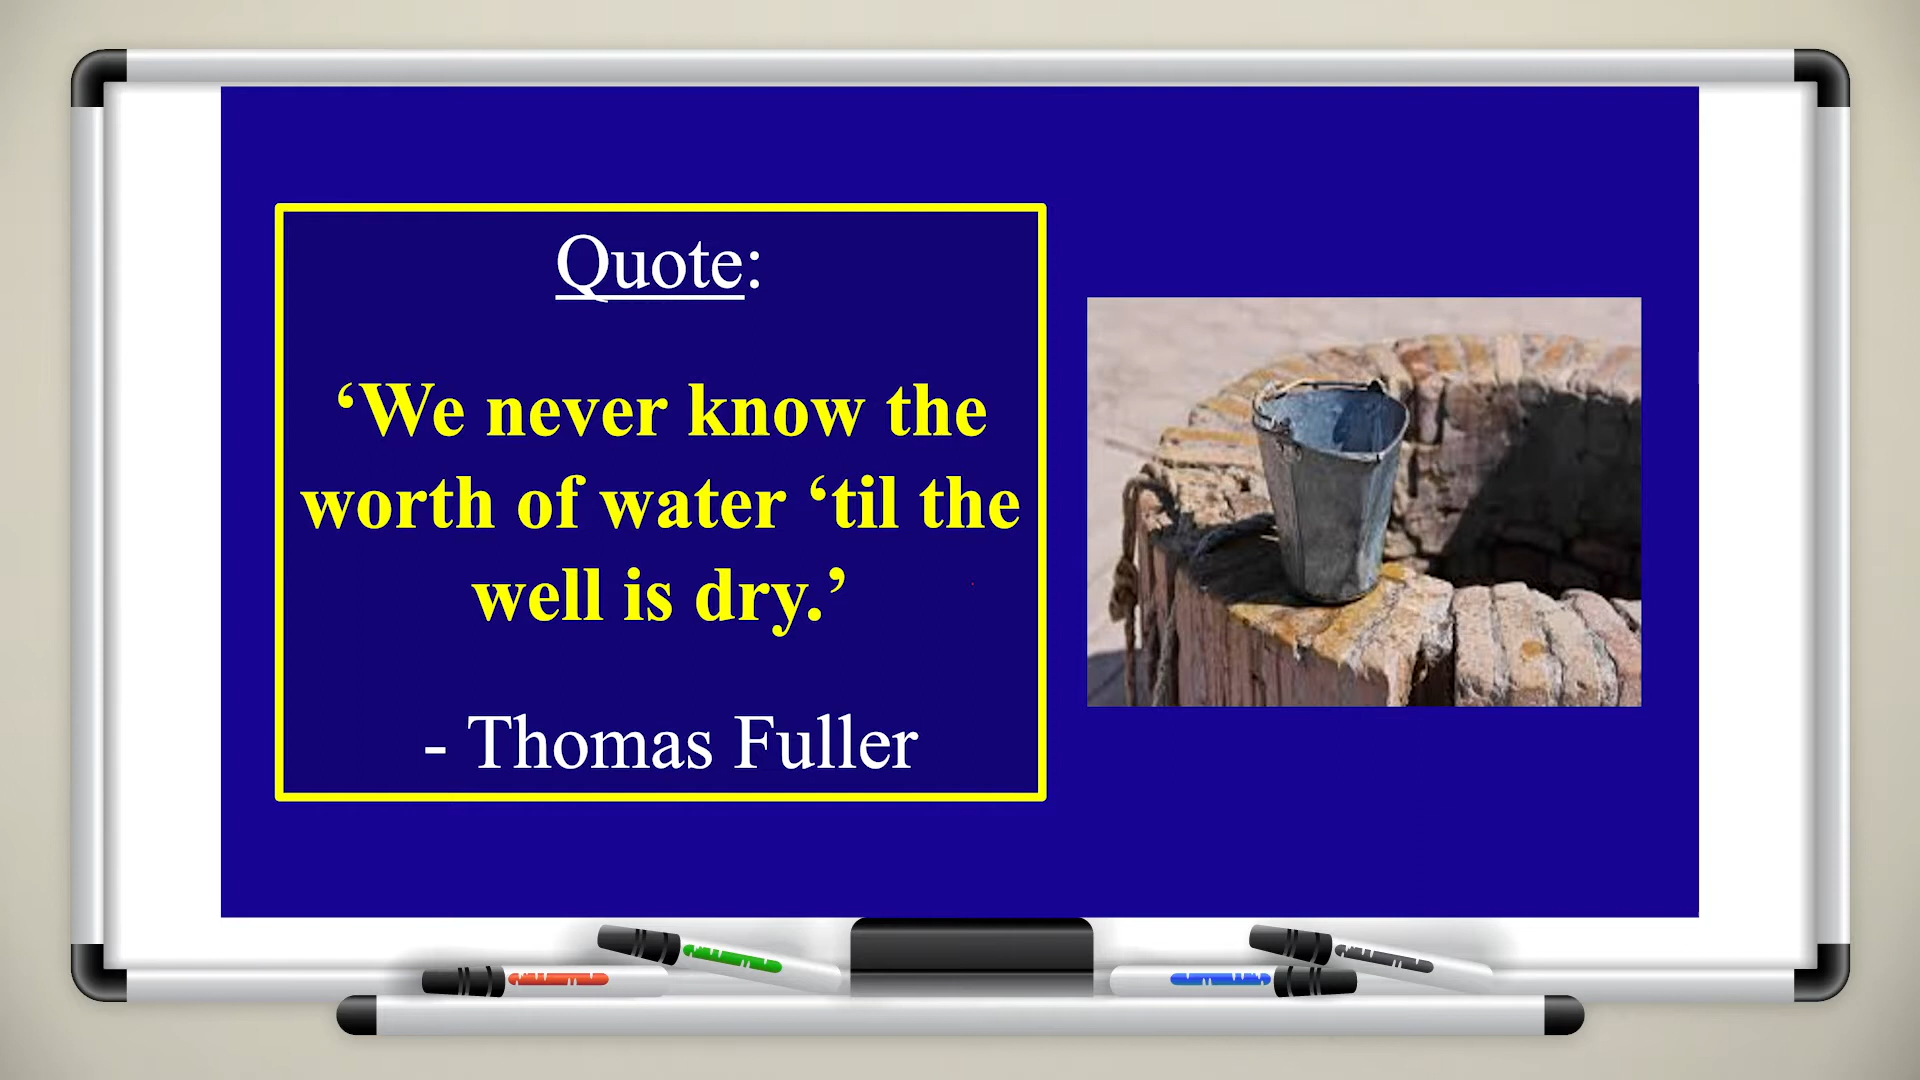 Quote:
‘We never know the
worth of water ‘til the
well is dry.’
- Thomas Fuller